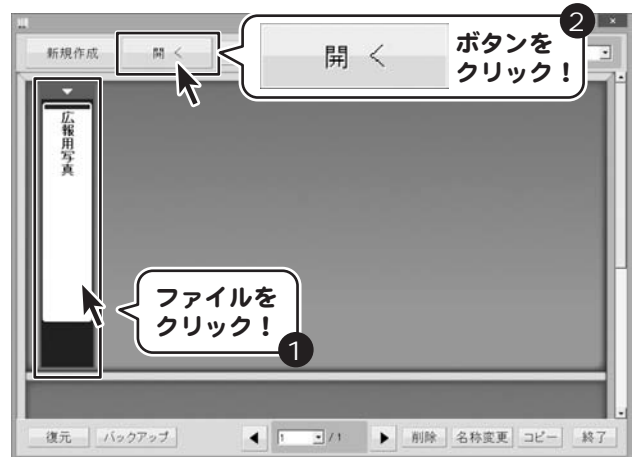 新規作成
開く
開く
ボタンを
クリック！
2
広報用写真
ファイルを
クリック！
1
復元
バックアップ
1
/1
削除
名称変更
コピー
終了